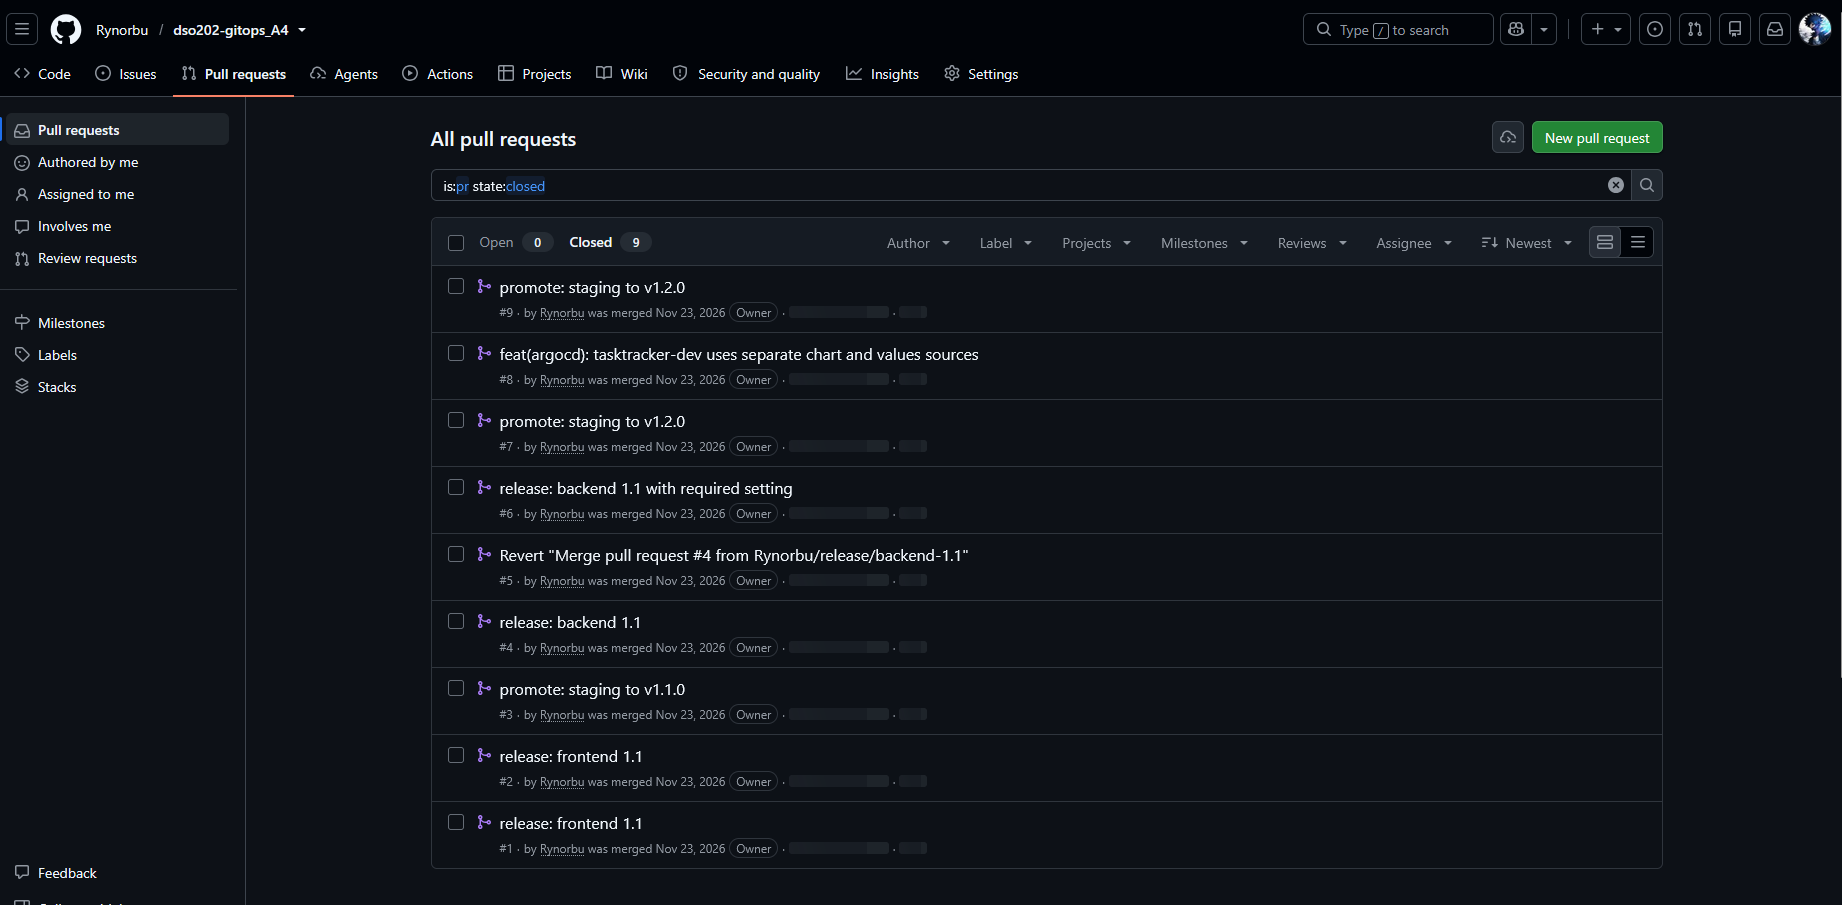 Rynorbu / dso202-gitops_A4
Type / to search
Code
Issues
Pull requests
Agents
Actions
Projects
Wiki
Security and quality
Insights
Settings
Pull requests
Authored by me
Assigned to me
Involves me
Review requests
Milestones
Labels
Stacks
Feedback
All pull requests
New pull request
is:pr state:closed
Open 0 Closed 9
Author Label Projects Milestones Reviews Assignee Newest
promote: staging to v1.2.0
#9 · by Rynorbu was merged Nov 23, 2026 Owner ·
feat(argocd): tasktracker-dev uses separate chart and values sources
#8 · by Rynorbu was merged Nov 23, 2026 Owner ·
promote: staging to v1.2.0
#7 · by Rynorbu was merged Nov 23, 2026 Owner ·
release: backend 1.1 with required setting
#6 · by Rynorbu was merged Nov 23, 2026 Owner ·
Revert "Merge pull request #4 from Rynorbu/release/backend-1.1"
#5 · by Rynorbu was merged Nov 23, 2026 Owner ·
release: backend 1.1
#4 · by Rynorbu was merged Nov 23, 2026 Owner ·
promote: staging to v1.1.0
#3 · by Rynorbu was merged Nov 23, 2026 Owner ·
release: frontend 1.1
#2 · by Rynorbu was merged Nov 23, 2026 Owner ·
release: frontend 1.1
#1 · by Rynorbu was merged Nov 23, 2026 Owner ·